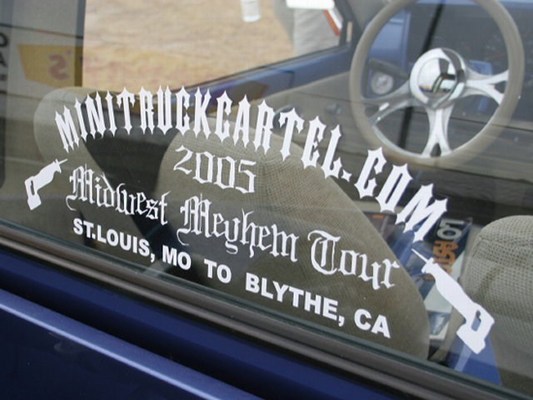 MINITRUCKCARTEL.COM
2005
Midwest Meyhem Tour
ST.LOUIS, MO TO BLYTHE, CA